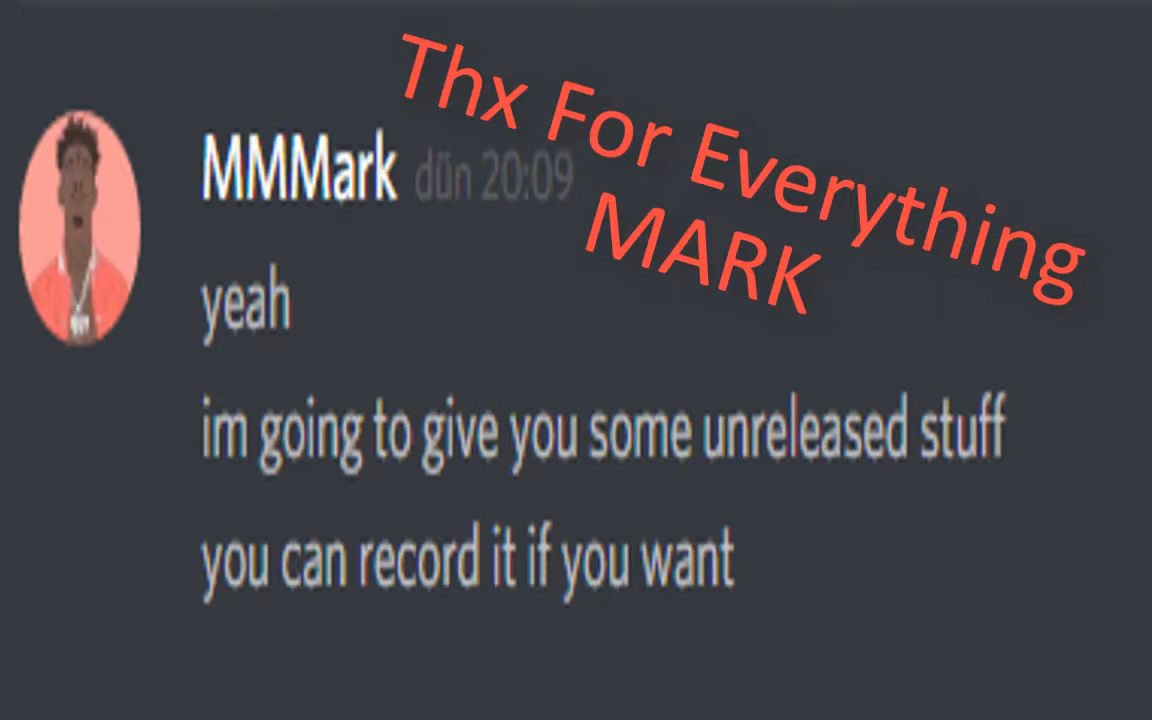 Thx For Everything
MARK
MMMark dün 20:09
yeah
im going to give you some unreleased stuff
you can record it if you want